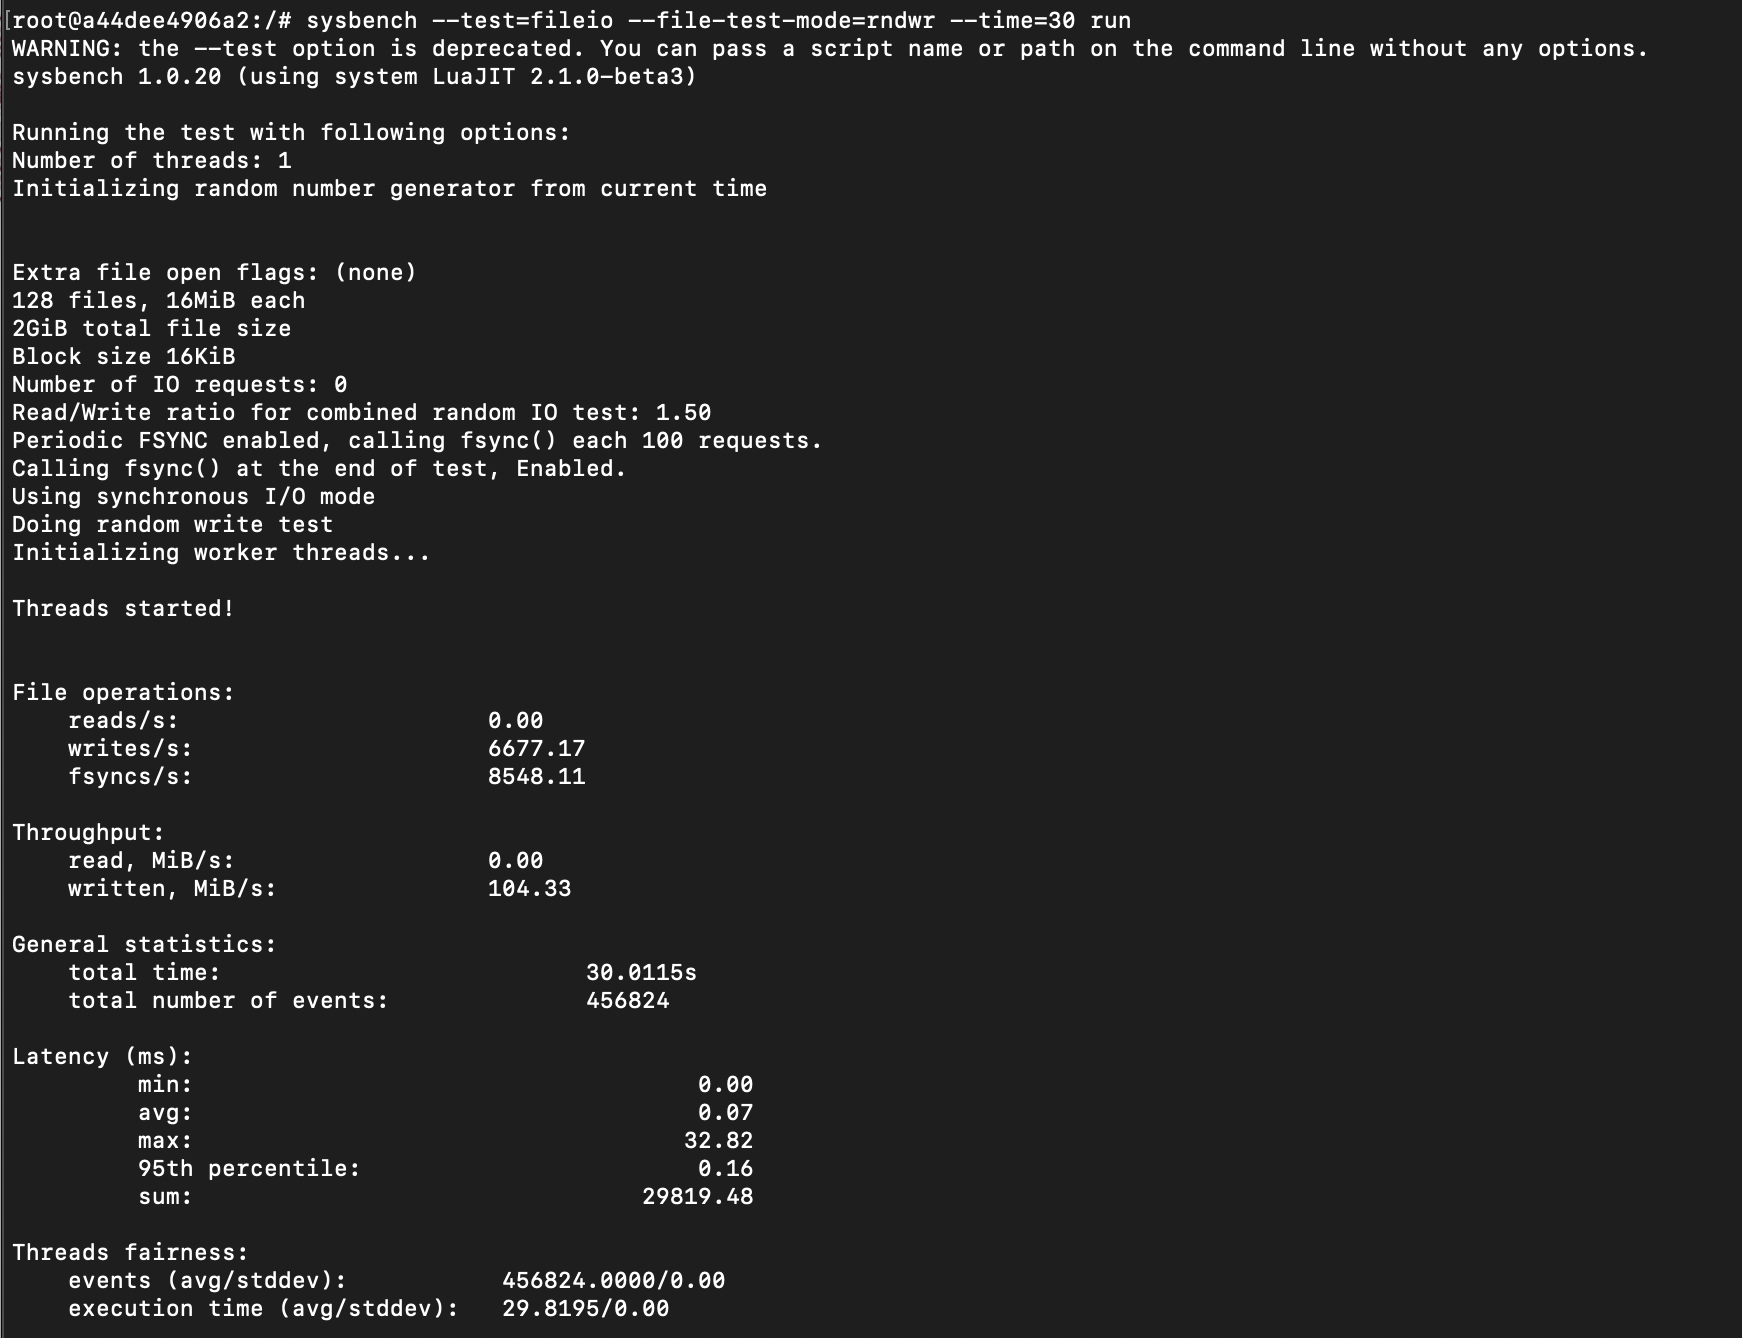 [root@a44dee4906a2:/# sysbench --test=fileio --file-test-mode=rndwr --time=30 run
WARNING: the --test option is deprecated. You can pass a script name or path on the command line without any options.
sysbench 1.0.20 (using system LuaJIT 2.1.0-beta3)
Running the test with following options:
Number of threads: 1
Initializing random number generator from current time
Extra file open flags: (none)
128 files, 16MiB each
2GiB total file size
Block size 16KiB
Number of IO requests: 0
Read/Write ratio for combined random IO test: 1.50
Periodic FSYNC enabled, calling fsync() each 100 requests.
Calling fsync() at the end of test, Enabled.
Using synchronous I/O mode
Doing random write test
Initializing worker threads...
Threads started!
File operations:
reads/s: 0.00
writes/s: 6677.17
fsyncs/s: 8548.11
Throughput:
read, MiB/s: 0.00
written, MiB/s: 104.33
General statistics:
total time: 30.0115s
total number of events: 456824
Latency (ms):
min: 0.00
avg: 0.07
max: 32.82
95th percentile: 0.16
sum: 29819.48
Threads fairness:
events (avg/stddev): 456824.0000/0.00
execution time (avg/stddev): 29.8195/0.00